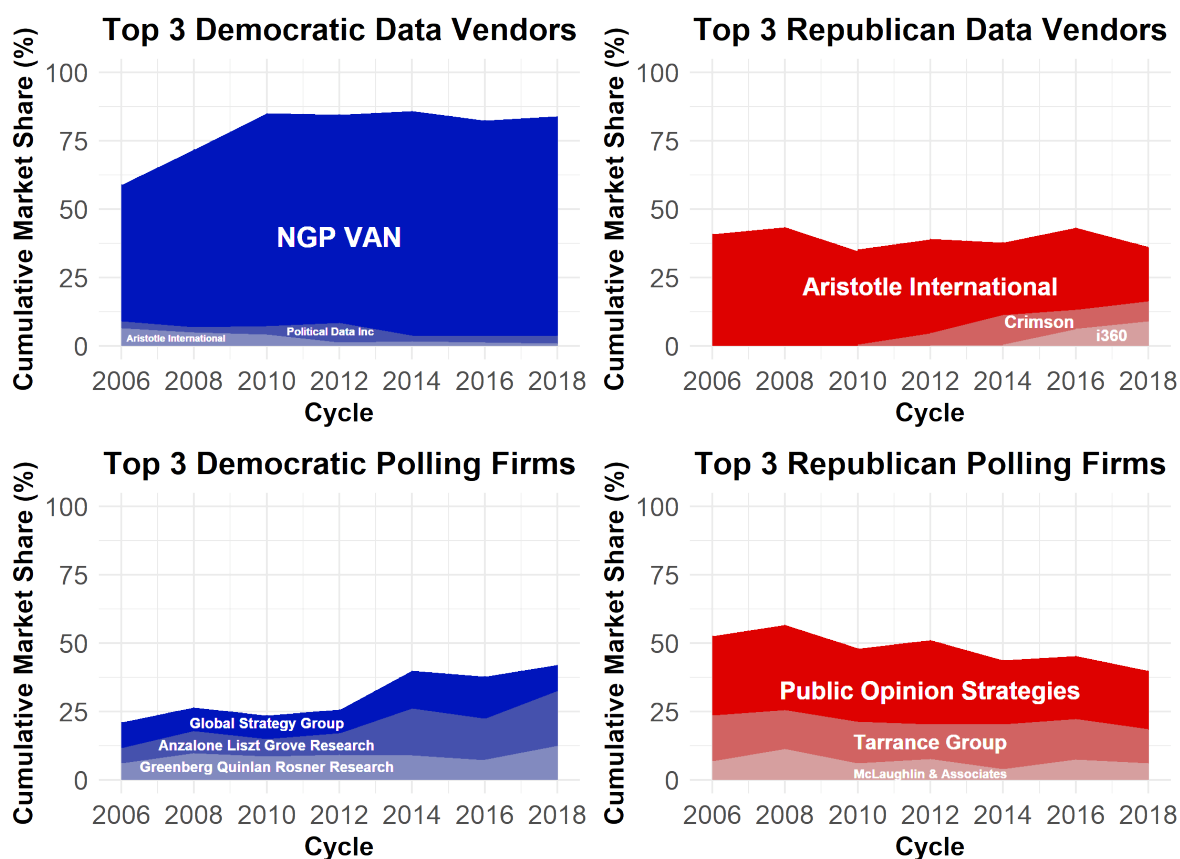 Top 3 Democratic Data Vendors
Cumulative Market Share (%)
100
75
50
25
0
NGP VAN
Political Data Inc
Aristotle International
2006 2008 2010 2012 2014 2016 2018
Cycle
Top 3 Republican Data Vendors
Cumulative Market Share (%)
100
75
50
25
0
Aristotle International
Crimson
i360
2006 2008 2010 2012 2014 2016 2018
Cycle
Top 3 Democratic Polling Firms
Cumulative Market Share (%)
100
75
50
25
0
Global Strategy Group
Anzalone Liszt Grove Research
Greenberg Quinlan Rosner Research
2006 2008 2010 2012 2014 2016 2018
Cycle
Top 3 Republican Polling Firms
Cumulative Market Share (%)
100
75
50
25
0
Public Opinion Strategies
Tarrance Group
McLaughlin & Associates
2006 2008 2010 2012 2014 2016 2018
Cycle